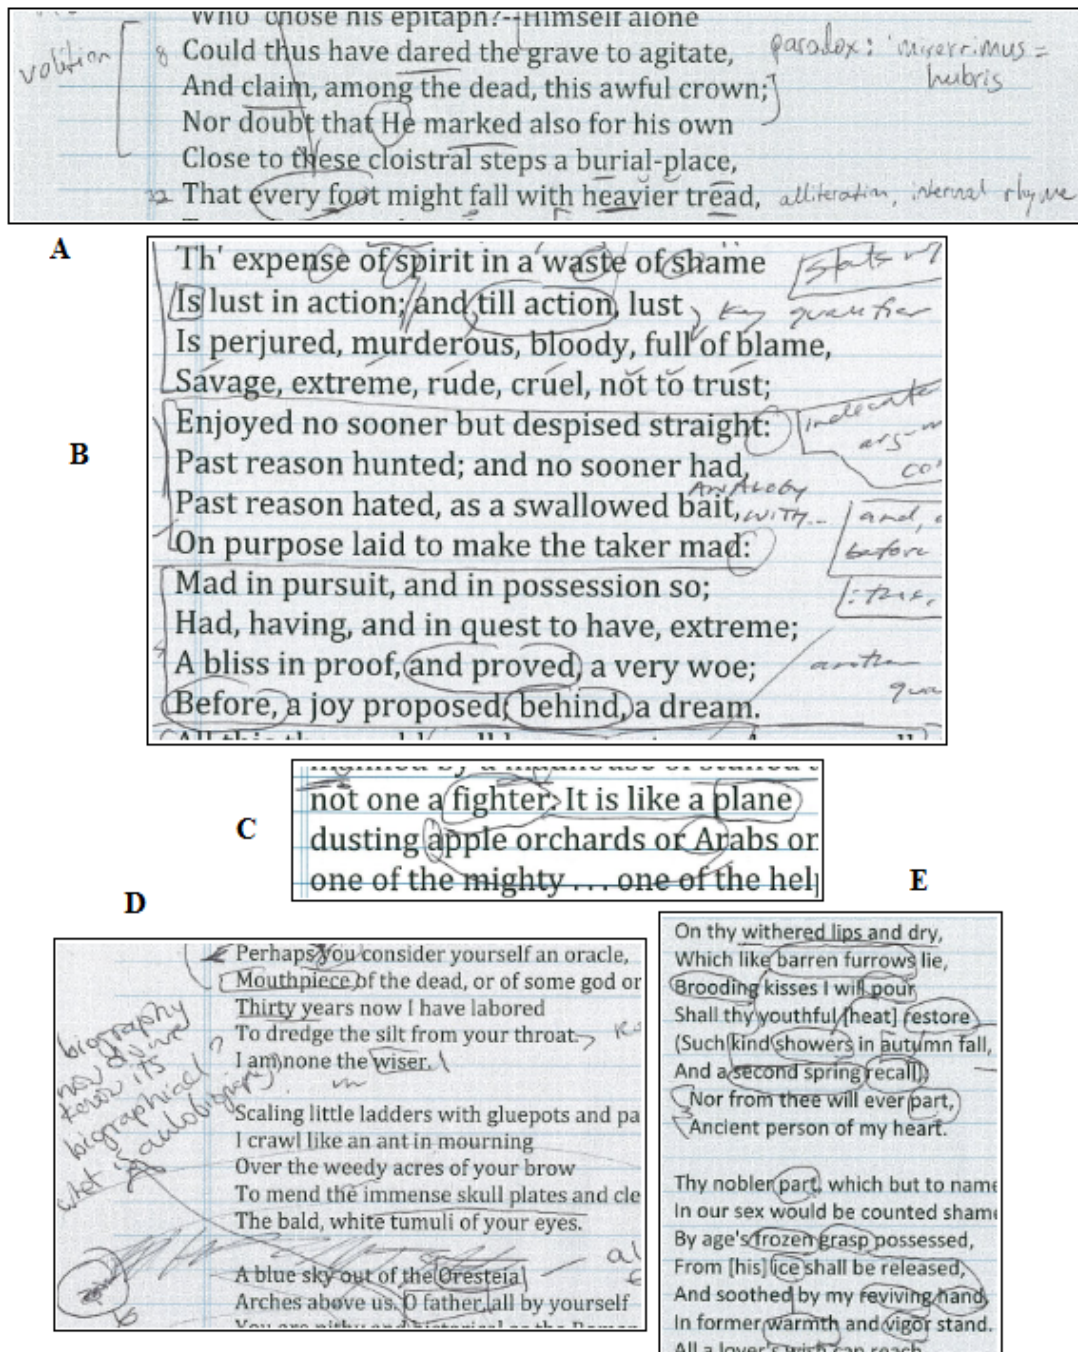 Who chose his epitaph?--Himself alone
volition 8 Could thus have dared the grave to agitate, paradox: 'miserrimus =
And claim, among the dead, this awful crown; hubris
Nor doubt that He marked also for his own
Close to these cloistral steps a burial-place,
12 That every foot might fall with heavier tread, alliteration, internal rhyme
A
Th' expense of spirit in a waste of shame
Is lust in action; and till action, lust key qualifier
Is perjured, murderous, bloody, full of blame,
Savage, extreme, rude, cruel, not to trust;
Enjoyed no sooner but despised straight: indicate
B
Past reason hunted; and no sooner had,
ANALOGY
Past reason hated, as a swallowed bait, WITH... and,
On purpose laid to make the taker mad: before
Mad in pursuit, and in possession so;
Had, having, and in quest to have, extreme;
A bliss in proof, and proved, a very woe;
Before, a joy proposed; behind, a dream.
not one a fighter. It is like a plane
C
dusting apple orchards or Arabs or
one of the mighty ... one of the hel
D
Perhaps you consider yourself an oracle,
Mouthpiece of the dead, or of some god or
Thirty years now I have labored
To dredge the silt from your throat.
I am none the wiser.
biography
biographical
autobiography
Scaling little ladders with gluepots and pa
I crawl like an ant in mourning
Over the weedy acres of your brow
To mend the immense skull plates and cle
The bald, white tumuli of your eyes.
A blue sky out of the Oresteia
Arches above us. O father, all by yourself
E
On thy withered lips and dry,
Which like barren furrows lie,
Brooding kisses I will pour
Shall thy youthful [heat] restore
(Such kind showers in autumn fall,
And a second spring recall)
Nor from thee will ever part,
Ancient person of my heart.
Thy nobler part, which but to name
In our sex would be counted shame
By age's frozen grasp possessed,
From [his] ice shall be released,
And soothed by my reviving hand,
In former warmth and vigor stand.
All a lover's wish can reach